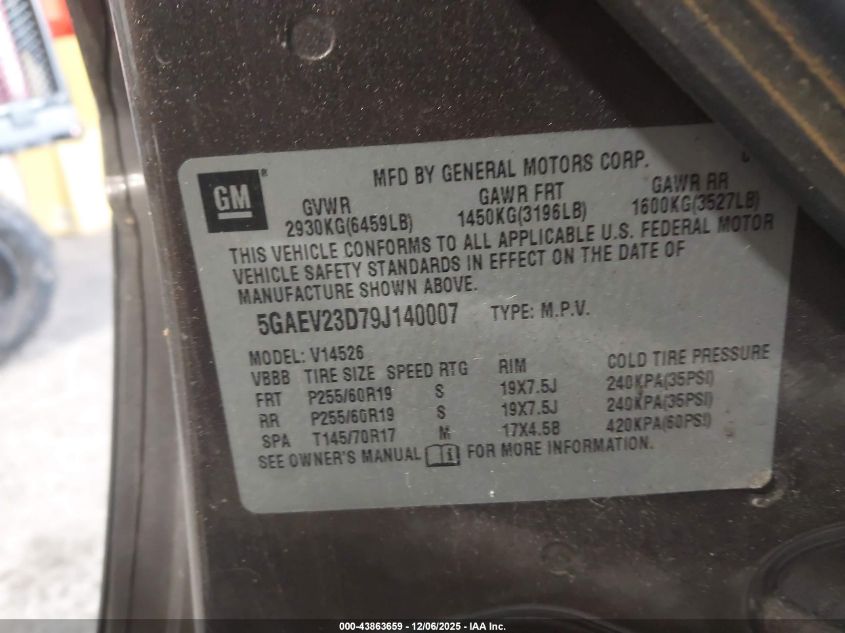 GM ®
MFD BY GENERAL MOTORS CORP.
GVWR GAWR FRT GAWR RR
2930KG(6459LB) 1450KG(3196LB) 1600KG(3527LB)
THIS VEHICLE CONFORMS TO ALL APPLICABLE U.S. FEDERAL MOTOR
VEHICLE SAFETY STANDARDS IN EFFECT ON THE DATE OF
MANUFACTURE SHOWN ABOVE.
5GAEV23D79J140007 TYPE: M.P.V.
MODEL: V14526
VBBB TIRE SIZE SPEED RTG RIM COLD TIRE PRESSURE
FRT P255/60R19 S 19X7.5J 240KPA(35PSI)
RR P255/60R19 S 19X7.5J 240KPA(35PSI)
SPA T145/70R17 M 17X4.5B 420KPA(60PSI)
SEE OWNER'S MANUAL i FOR MORE INFORMATION.
000-43863659 - 12/06/2025 - IAA Inc.